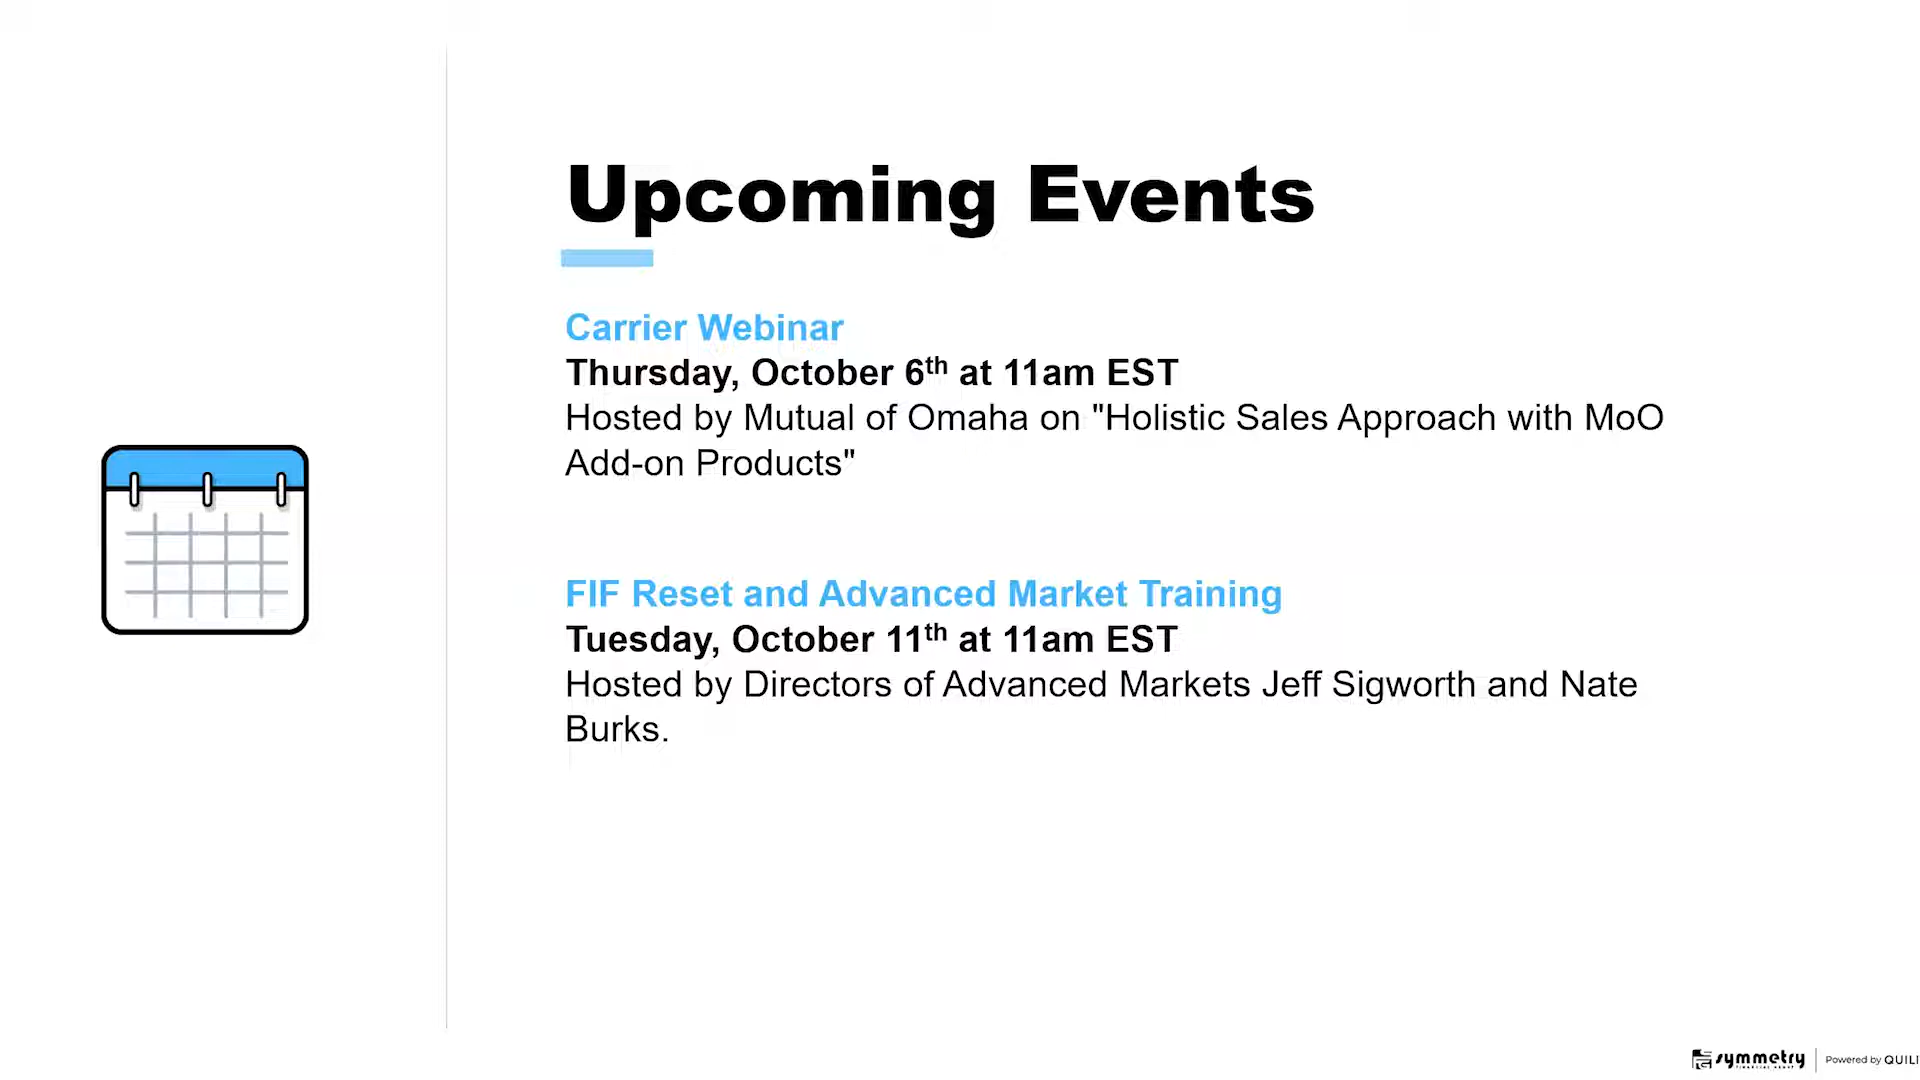 Upcoming Events
Carrier Webinar
Thursday, October 6th at 11am EST
Hosted by Mutual of Omaha on "Holistic Sales Approach with MoO
Add-on Products"
FIF Reset and Advanced Market Training
Tuesday, October 11th at 11am EST
Hosted by Directors of Advanced Markets Jeff Sigworth and Nate
Burks.
symmetry
FINANCIAL GROUP
Powered by QUILI